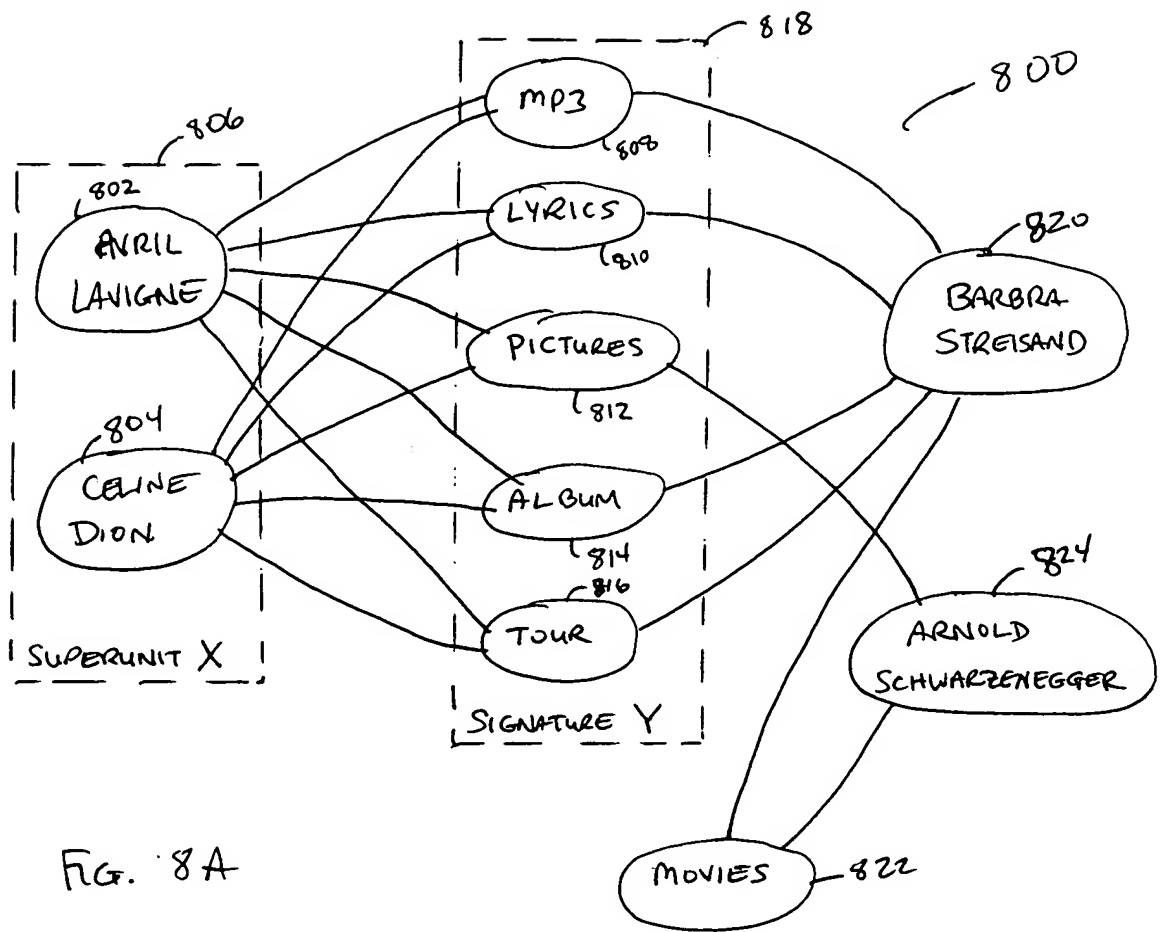 818
800
806
MP3
808
802
AVRIL
LAVIGNE
LYRICS
810
820
BARBRA
STREISAND
PICTURES
812
804
CELINE
DION
ALBUM
814
824
ARNOLD
SCHWARZENEGGER
816
TOUR
SUPERUNIT X
SIGNATURE Y
MOVIES
822
FIG. 8A